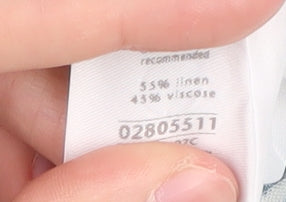 recommended
55% linen
45% viscose
02805511